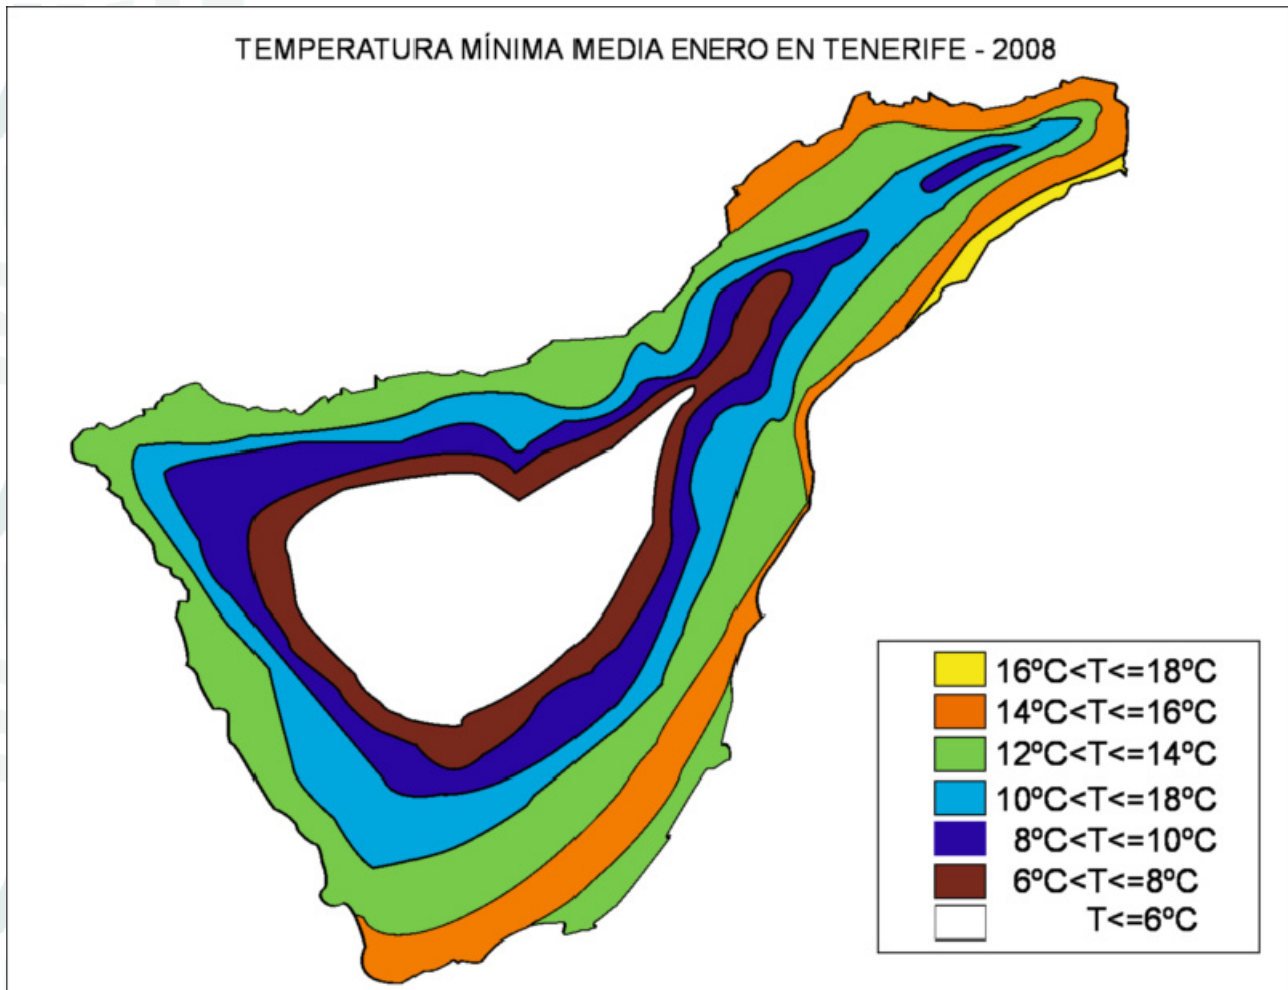 TEMPERATURA MÍNIMA MEDIA ENERO EN TENERIFE - 2008
16ºC<T<=18ºC
14ºC<T<=16ºC
12ºC<T<=14ºC
10ºC<T<=18ºC
8ºC<T<=10ºC
6ºC<T<=8ºC
T<=6ºC